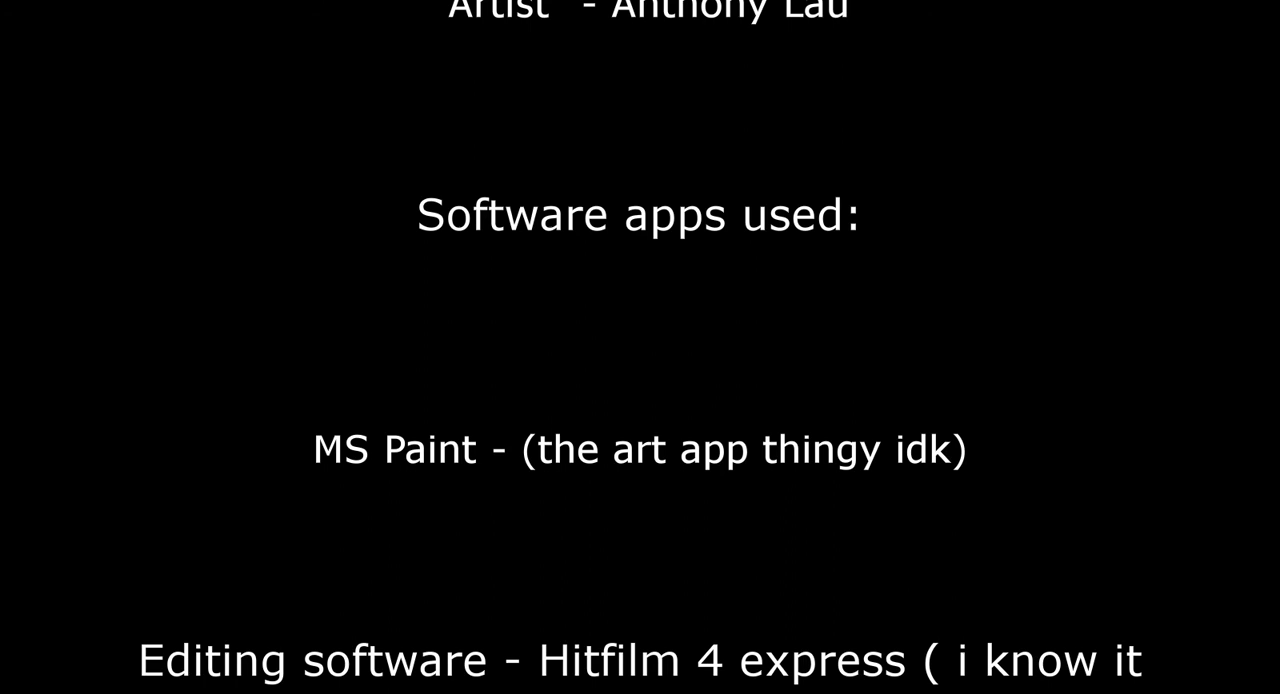 Artist - Anthony Lau
Software apps used:
MS Paint - (the art app thingy idk)
Editing software - Hitfilm 4 express ( i know it